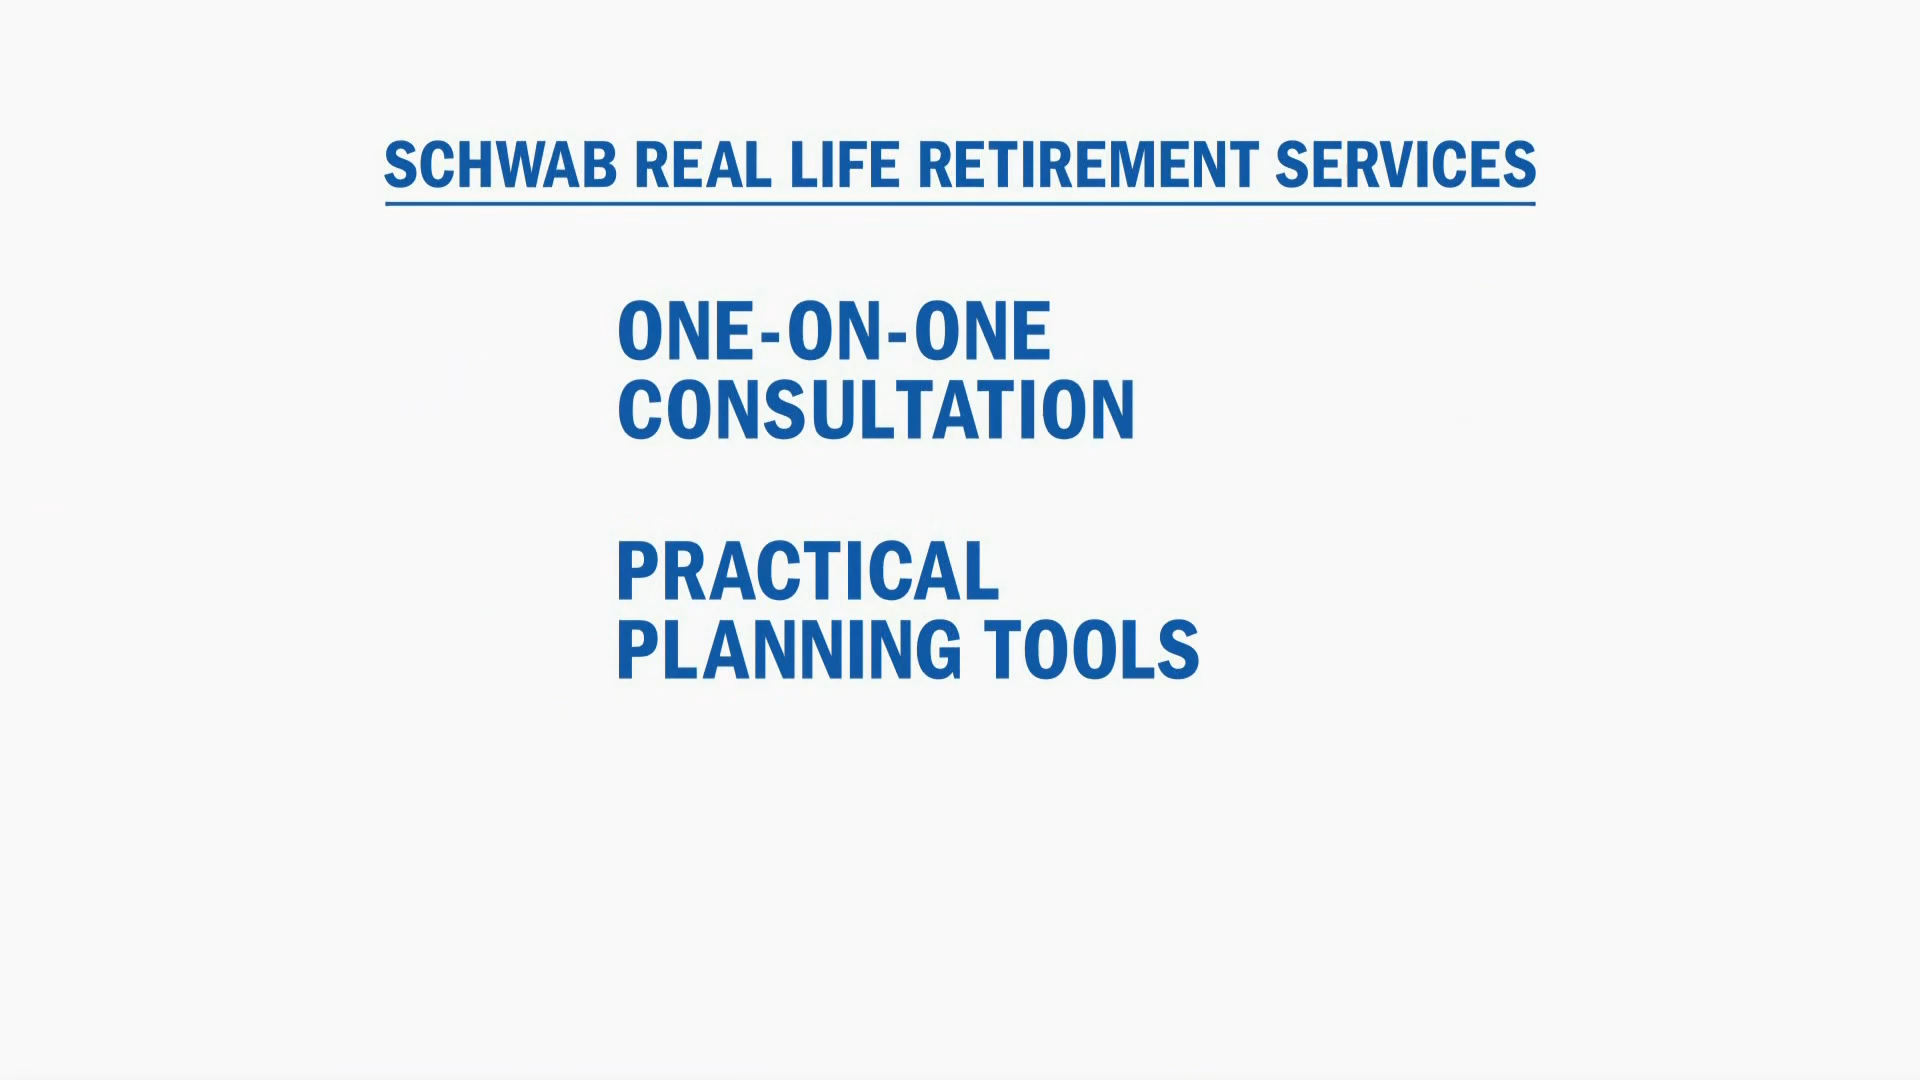 SCHWAB REAL LIFE RETIREMENT SERVICES
ONE-ON-ONE
CONSULTATION
PRACTICAL
PLANNING TOOLS